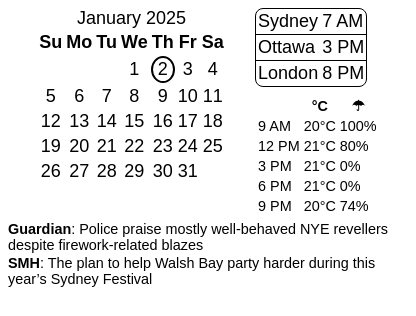 January 2025
Su Mo Tu We Th Fr Sa
1 2 3 4
5 6 7 8 9 10 11
12 13 14 15 16 17 18
19 20 21 22 23 24 25
26 27 28 29 30 31
Sydney 7 AM
Ottawa 3 PM
London 8 PM
°C ☂
9 AM 20°C 100%
12 PM 21°C 80%
3 PM 21°C 0%
6 PM 21°C 0%
9 PM 20°C 74%
Guardian: Police praise mostly well-behaved NYE revellers
despite firework-related blazes
SMH: The plan to help Walsh Bay party harder during this
year’s Sydney Festival